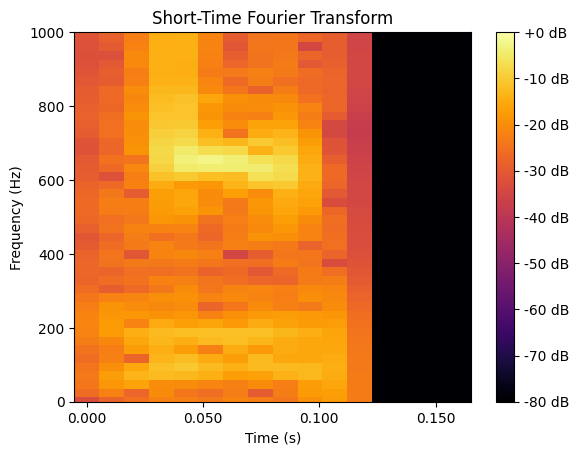 Short-Time Fourier Transform
1000
800
600
400
200
0
Frequency (Hz)
0.000
0.050
0.100
0.150
Time (s)
+0 dB
-10 dB
-20 dB
-30 dB
-40 dB
-50 dB
-60 dB
-70 dB
-80 dB